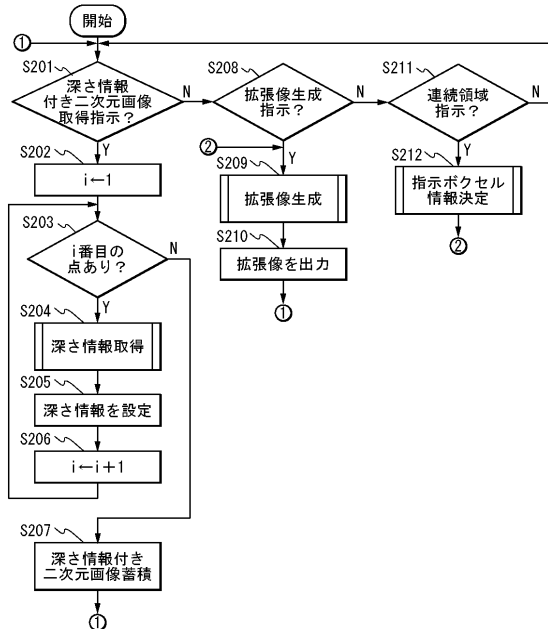 開始
①
S201
深さ情報
付き二次元画像
取得指示？
N
Y
S202
i←1
S203
i番目の
点あり？
N
Y
S204
深さ情報取得
S205
深さ情報を設定
S206
i←i＋1
S207
深さ情報付き
二次元画像蓄積
①
S208
拡張像生成
指示？
N
Y
②
S209
拡張像生成
S210
拡張像を出力
①
S211
連続領域
指示？
N
Y
S212
指示ボクセル
情報決定
②